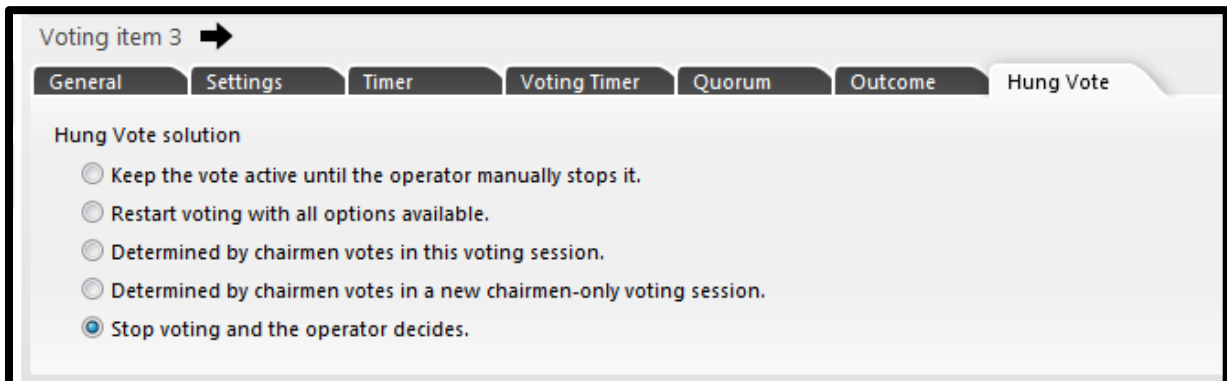 Voting item 3
General Settings Timer Voting Timer Quorum Outcome Hung Vote
Hung Vote solution
Keep the vote active until the operator manually stops it.
Restart voting with all options available.
Determined by chairmen votes in this voting session.
Determined by chairmen votes in a new chairmen-only voting session.
Stop voting and the operator decides.